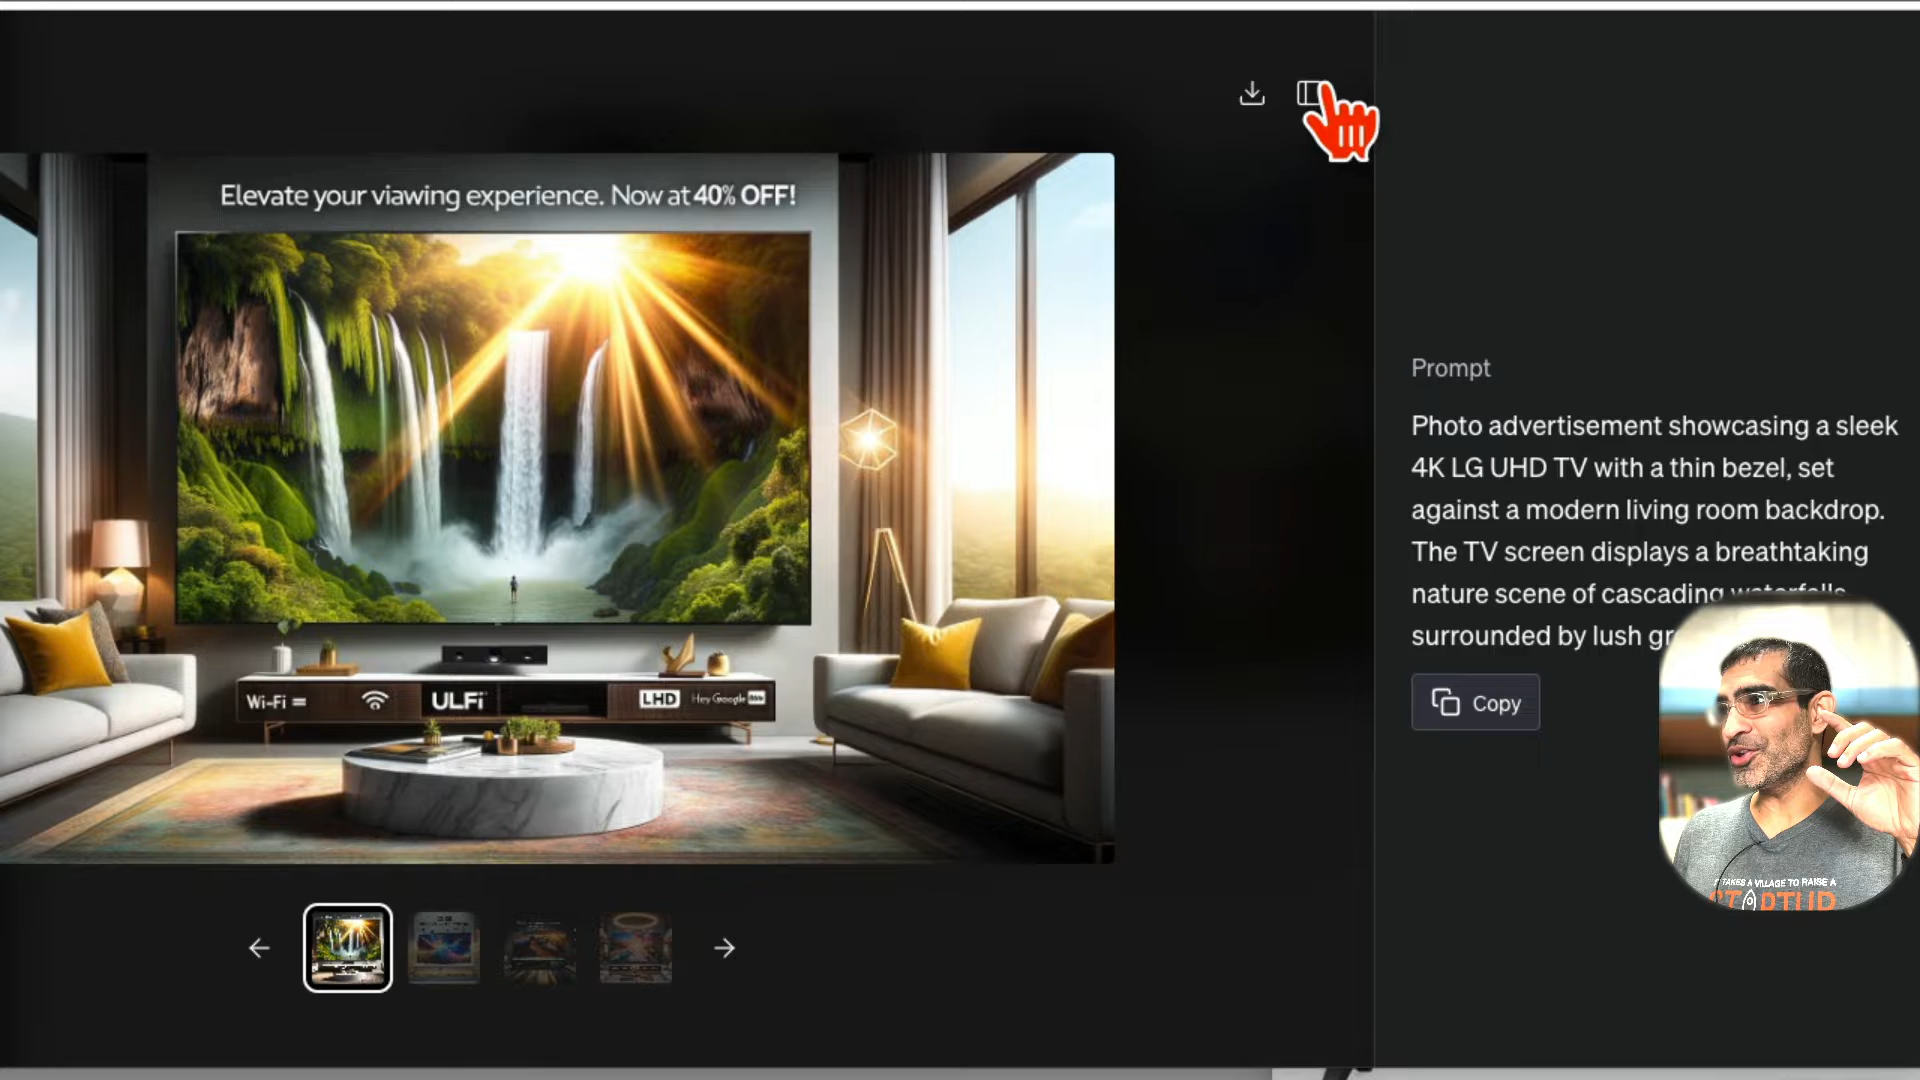 Elevate your viawing experience. Now at 40% OFF!
Wi-Fi
ULFi
LHD
Hey Google
Prompt
Photo advertisement showcasing a sleek
4K LG UHD TV with a thin bezel, set
against a modern living room backdrop.
The TV screen displays a breathtaking
nature scene of cascading waterfalls
surrounded by lush
Copy
TAKES A VILLAGE TO RAISE A
STARTUP